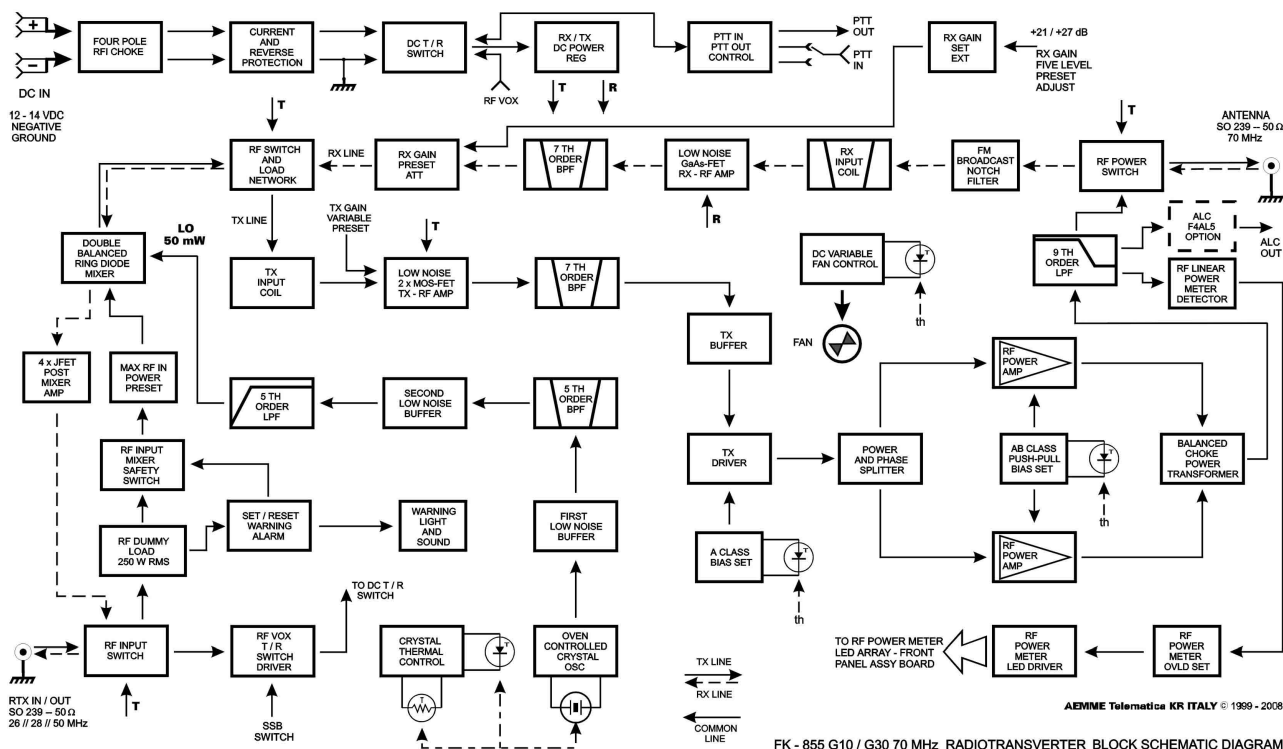 +
−
DC IN
12 - 14 VDC
NEGATIVE
GROUND
FOUR POLE
RFI CHOKE
CURRENT
AND
REVERSE
PROTECTION
DC T / R
SWITCH
RF VOX
RX / TX
DC POWER
REG
T
R
PTT IN
PTT OUT
CONTROL
PTT
OUT
PTT
IN
RX GAIN
SET
EXT
+21 / +27 dB
RX GAIN
FIVE LEVEL
PRESET
ADJUST
T
RF SWITCH
AND
LOAD
NETWORK
RX LINE
RX GAIN
PRESET
ATT
7 TH
ORDER
BPF
LOW NOISE
GaAs-FET
RX - RF AMP
R
RX
INPUT
COIL
FM
BROADCAST
NOTCH
FILTER
T
RF POWER
SWITCH
ANTENNA
SO 239 – 50 Ω
70 MHz
DOUBLE
BALANCED
RING DIODE
MIXER
LO
50 mW
TX LINE
TX
INPUT
COIL
TX GAIN
VARIABLE
PRESET
T
LOW NOISE
2 x MOS-FET
TX - RF AMP
7 TH
ORDER
BPF
TX
BUFFER
DC VARIABLE
FAN CONTROL
T
th
FAN
9 TH
ORDER
LPF
ALC
F4AL5
OPTION
ALC
OUT
RF LINEAR
POWER
METER
DETECTOR
4 x JFET
POST
MIXER
AMP
MAX RF IN
POWER
PRESET
5 TH
ORDER
LPF
SECOND
LOW NOISE
BUFFER
5 TH
ORDER
BPF
RF
POWER
AMP
RF INPUT
MIXER
SAFETY
SWITCH
TX
DRIVER
POWER
AND PHASE
SPLITTER
AB CLASS
PUSH-PULL
BIAS SET
T
th
BALANCED
CHOKE
POWER
TRANSFORMER
RF DUMMY
LOAD
250 W RMS
SET / RESET
WARNING
ALARM
WARNING
LIGHT
AND
SOUND
FIRST
LOW NOISE
BUFFER
A CLASS
BIAS SET
T
th
RF
POWER
AMP
RTX IN / OUT
SO 239 – 50 Ω
26 // 28 // 50 MHz
RF INPUT
SWITCH
T
RF VOX
T / R
SWITCH
DRIVER
SSB
SWITCH
TO DC T / R
SWITCH
CRYSTAL
THERMAL
CONTROL
T
T
OVEN
CONTROLLED
CRYSTAL
OSC
TX LINE
RX LINE
COMMON
LINE
TO RF POWER METER
LED ARRAY - FRONT
PANEL ASSY BOARD
RF
POWER
METER
LED DRIVER
RF
POWER
METER
OVLD SET
AEMME Telematica KR ITALY © 1999 - 2008
FK - 855 G10 / G30 70 MHz RADIOTRANSVERTER BLOCK SCHEMATIC DIAGRAM